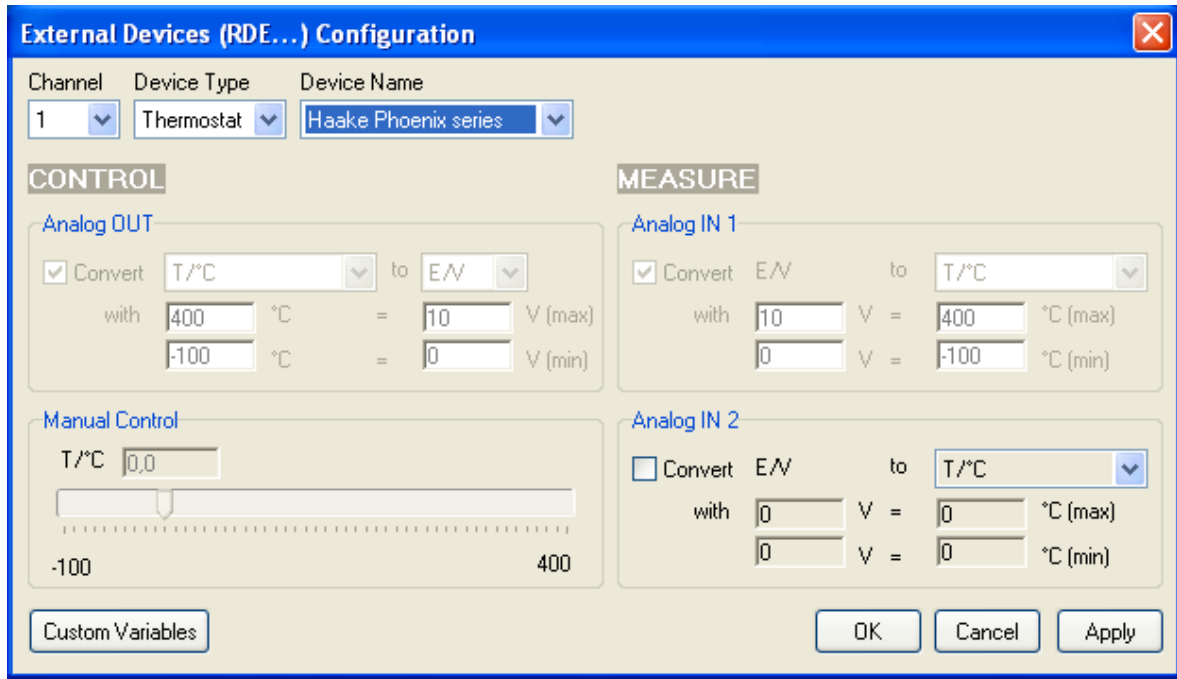 External Devices (RDE...) Configuration
Channel Device Type Device Name
1 Thermostat Haake Phoenix series
CONTROL
Analog OUT
Convert T/°C to E/V
with 400 °C = 10 V (max)
-100 °C = 0 V (min)
Manual Control
T/°C 0,0
-100 400
MEASURE
Analog IN 1
Convert E/V to T/°C
with 10 V = 400 °C (max)
0 V = -100 °C (min)
Analog IN 2
Convert E/V to T/°C
with 0 V = 0 °C (max)
0 V = 0 °C (min)
Custom Variables
OK Cancel Apply